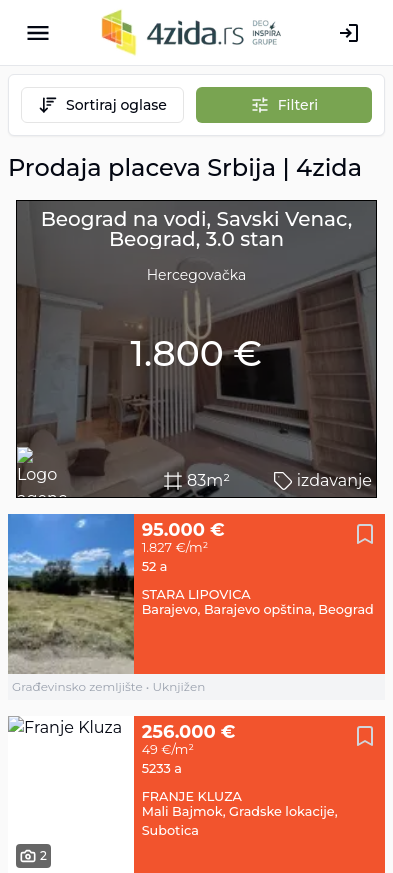 4zida.rs
DEO
INSPIRA
GRUPE
Sortiraj oglase
Filteri
Prodaja placeva Srbija | 4zida
Beograd na vodi, Savski Venac,
Beograd, 3.0 stan
Hercegovačka
1.800 €
Logo
83m²
izdavanje
95.000 €
1.827 €/m²
52 a
STARA LIPOVICA
Barajevo, Barajevo opština, Beograd
Građevinsko zemljište • Uknjižen
Franje Kluza
256.000 €
49 €/m²
5233 a
FRANJE KLUZA
Mali Bajmok, Gradske lokacije,
Subotica
2